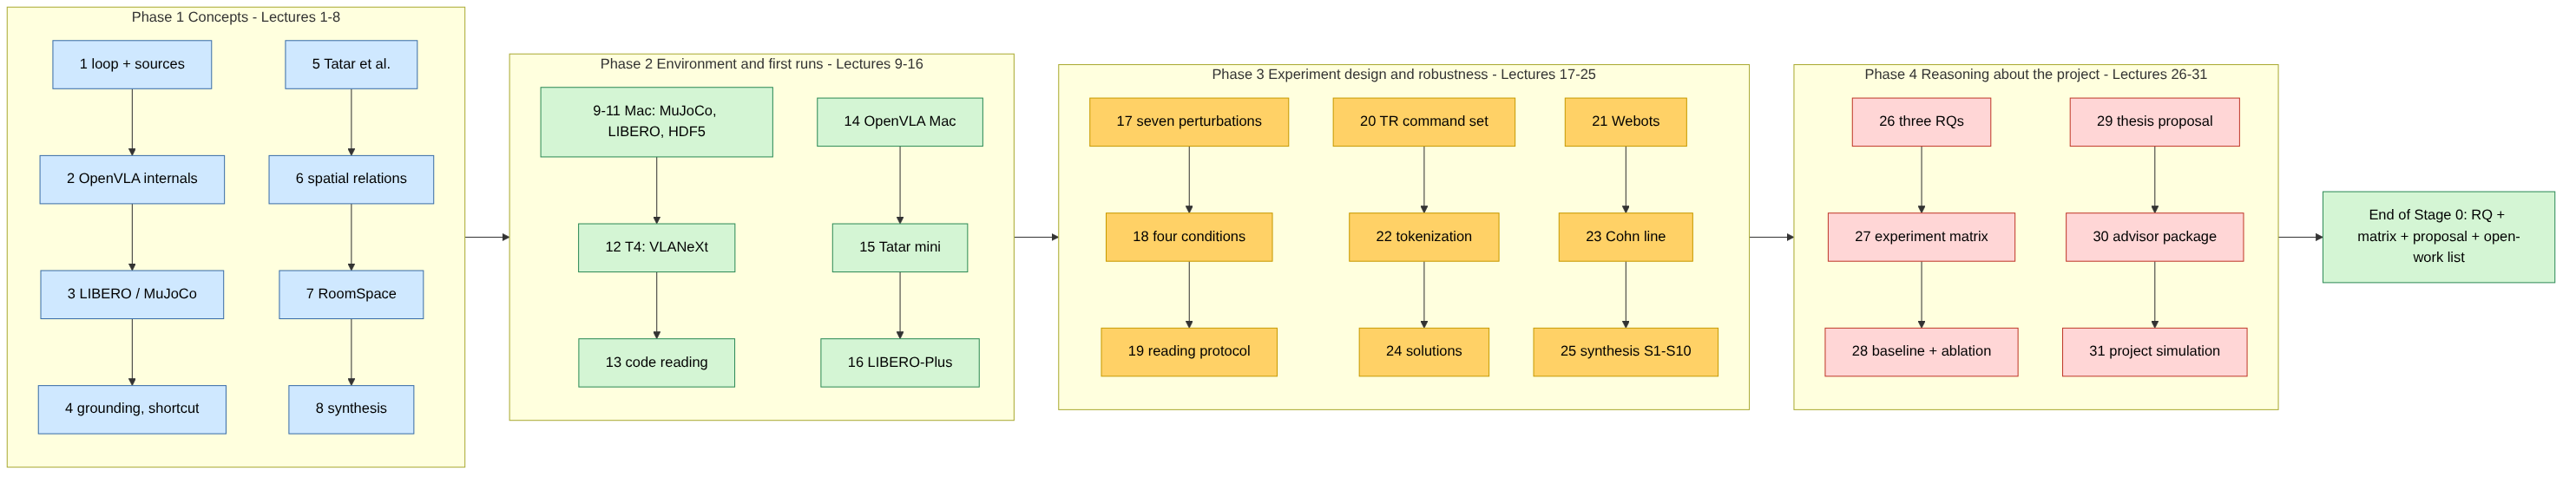 Phase 1 Concepts - Lectures 1-8
1 loop + sources
2 OpenVLA internals
3 LIBERO / MuJoCo
4 grounding, shortcut
5 Tatar et al.
6 spatial relations
7 RoomSpace
8 synthesis
Phase 2 Environment and first runs - Lectures 9-16
9-11 Mac: MuJoCo,
LIBERO, HDF5
12 T4: VLANeXt
13 code reading
14 OpenVLA Mac
15 Tatar mini
16 LIBERO-Plus
Phase 3 Experiment design and robustness - Lectures 17-25
17 seven perturbations
18 four conditions
19 reading protocol
20 TR command set
22 tokenization
24 solutions
21 Webots
23 Cohn line
25 synthesis S1-S10
Phase 4 Reasoning about the project - Lectures 26-31
26 three RQs
27 experiment matrix
28 baseline + ablation
29 thesis proposal
30 advisor package
31 project simulation
End of Stage 0: RQ +
matrix + proposal + open-
work list